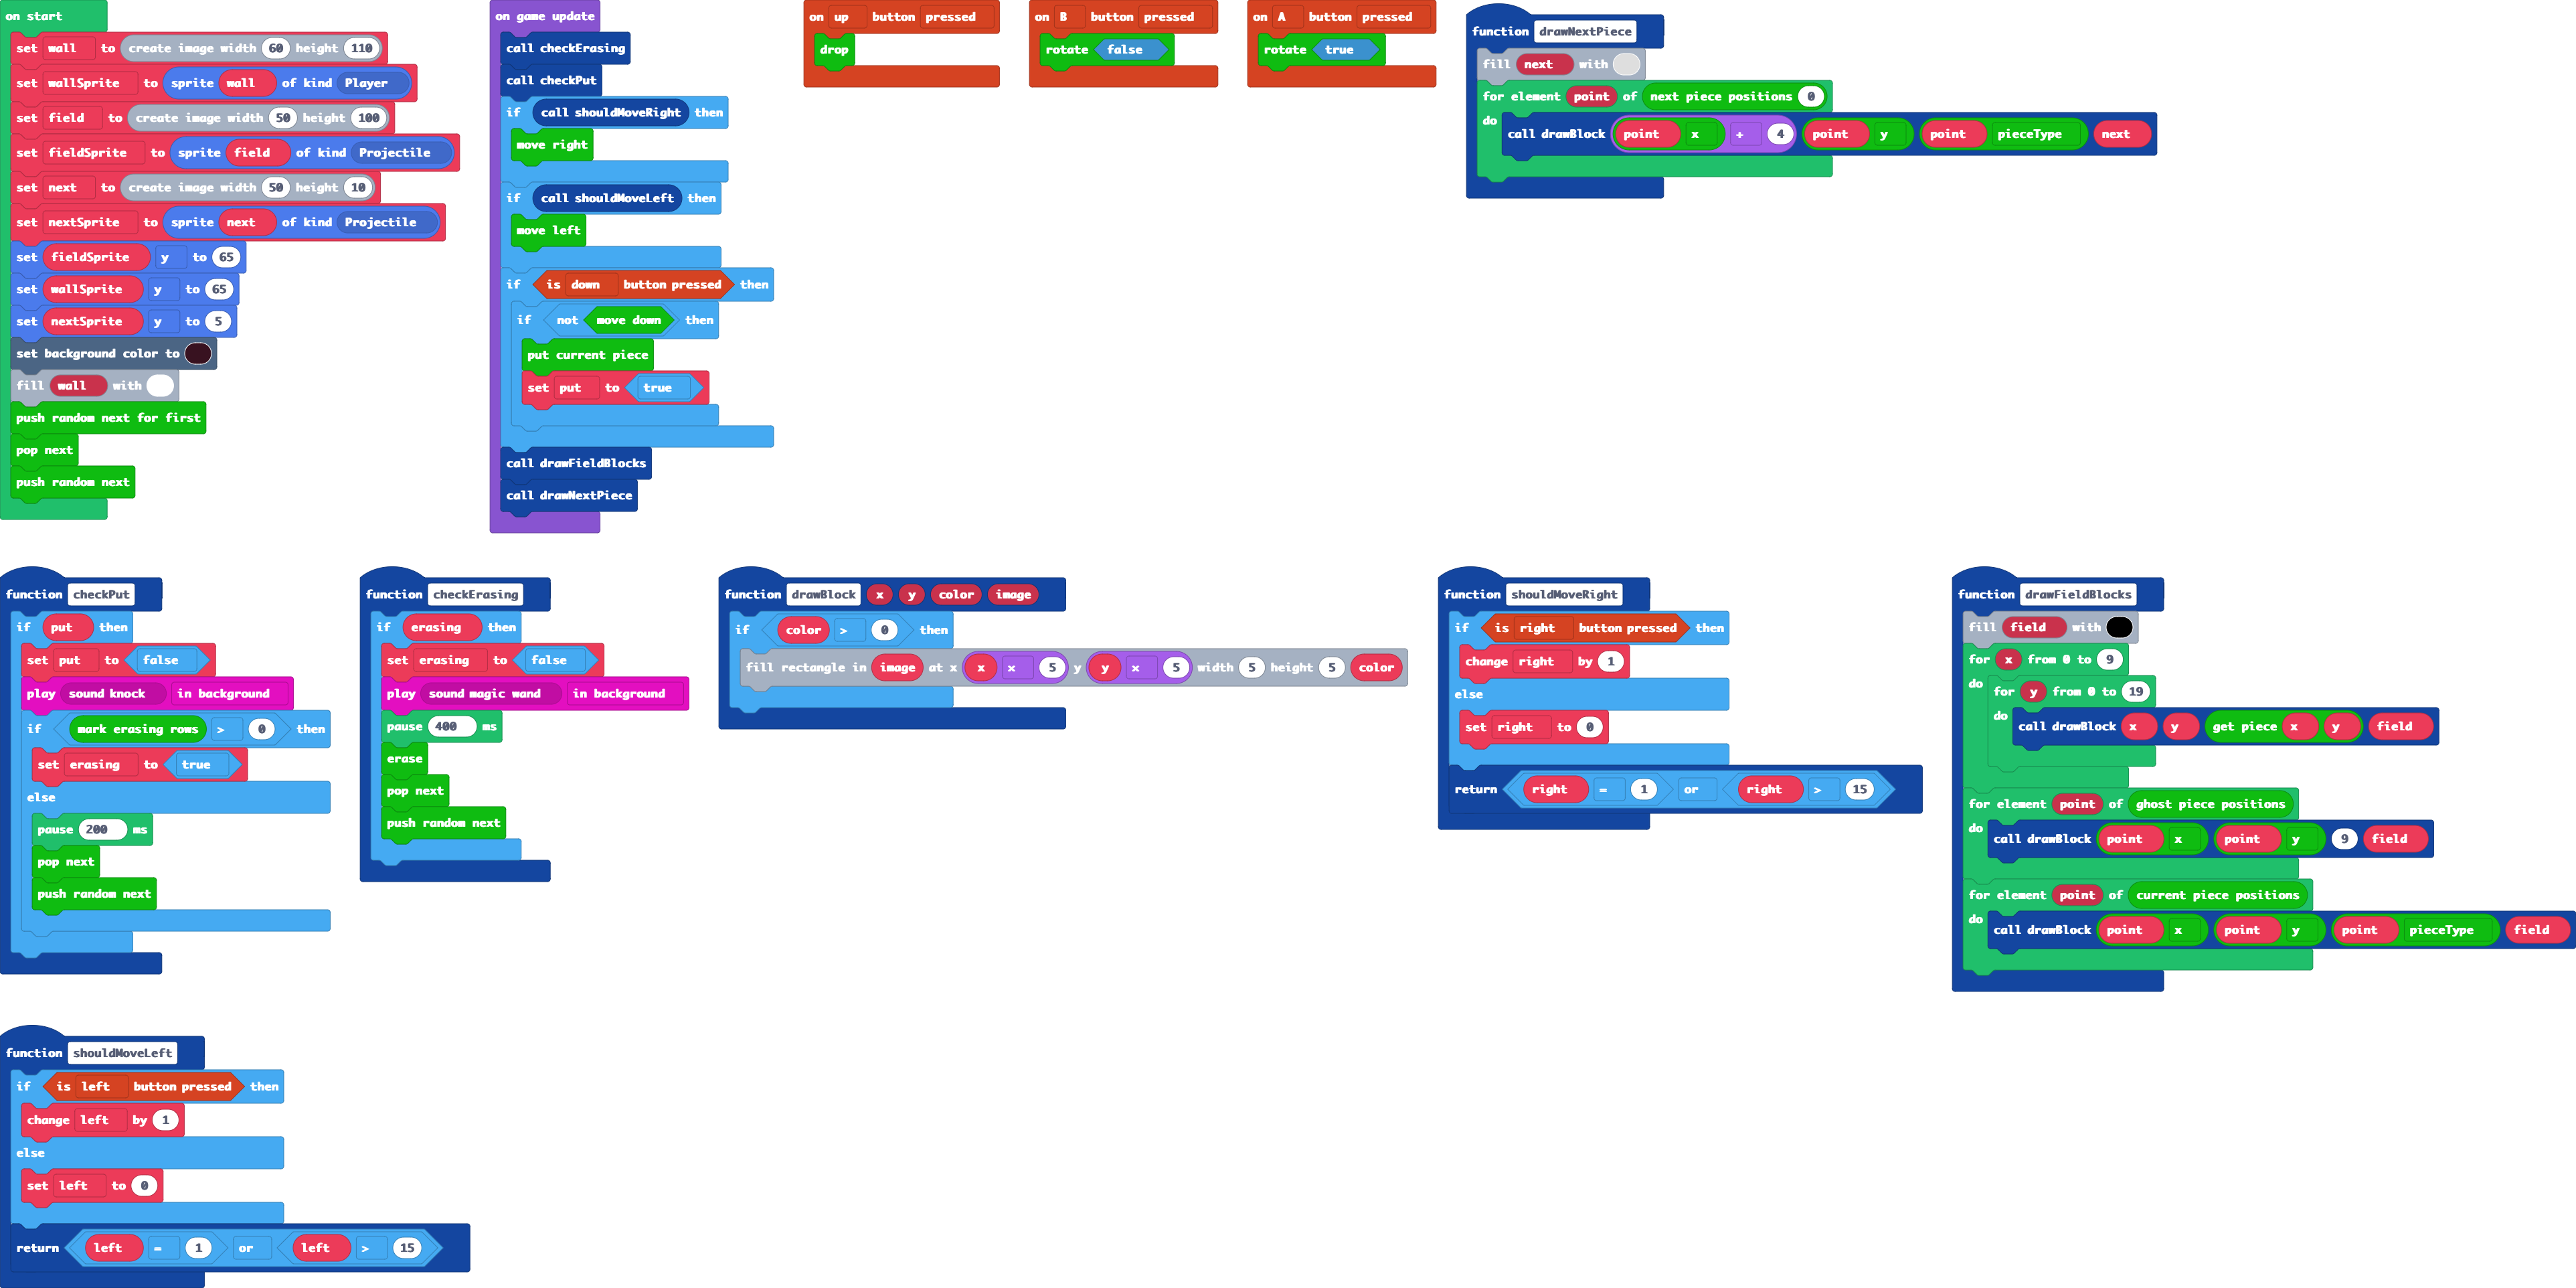 on start
set wall to create image width 60 height 110
set wallSprite to sprite wall of kind Player
set field to create image width 50 height 100
set fieldSprite to sprite field of kind Projectile
set next to create image width 50 height 10
set nextSprite to sprite next of kind Projectile
set fieldSprite y to 65
set wallSprite y to 65
set nextSprite y to 5
set background color to
fill wall with
push random next for first
pop next
push random next
on game update
call checkErasing
call checkPut
if call shouldMoveRight then
move right
if call shouldMoveLeft then
move left
if is down button pressed then
if not move down then
put current piece
set put to true
call drawFieldBlocks
call drawNextPiece
on up button pressed
drop
on B button pressed
rotate false
on A button pressed
rotate true
function drawNextPiece
fill next with
for element point of next piece positions 0
do call drawBlock point x + 4 point y point pieceType next
function checkPut
if put then
set put to false
play sound knock in background
if mark erasing rows > 0 then
set erasing to true
else
pause 200 ms
pop next
push random next
function checkErasing
if erasing then
set erasing to false
play sound magic wand in background
pause 400 ms
erase
pop next
push random next
function drawBlock x y color image
if color > 0 then
fill rectangle in image at x x × 5 y y × 5 width 5 height 5 color
function shouldMoveRight
if is right button pressed then
change right by 1
else
set right to 0
return right = 1 or right > 15
function drawFieldBlocks
fill field with
for x from 0 to 9
do for y from 0 to 19
do call drawBlock x y get piece x y field
for element point of ghost piece positions
do call drawBlock point x point y 9 field
for element point of current piece positions
do call drawBlock point x point y point pieceType field
function shouldMoveLeft
if is left button pressed then
change left by 1
else
set left to 0
return left = 1 or left > 15